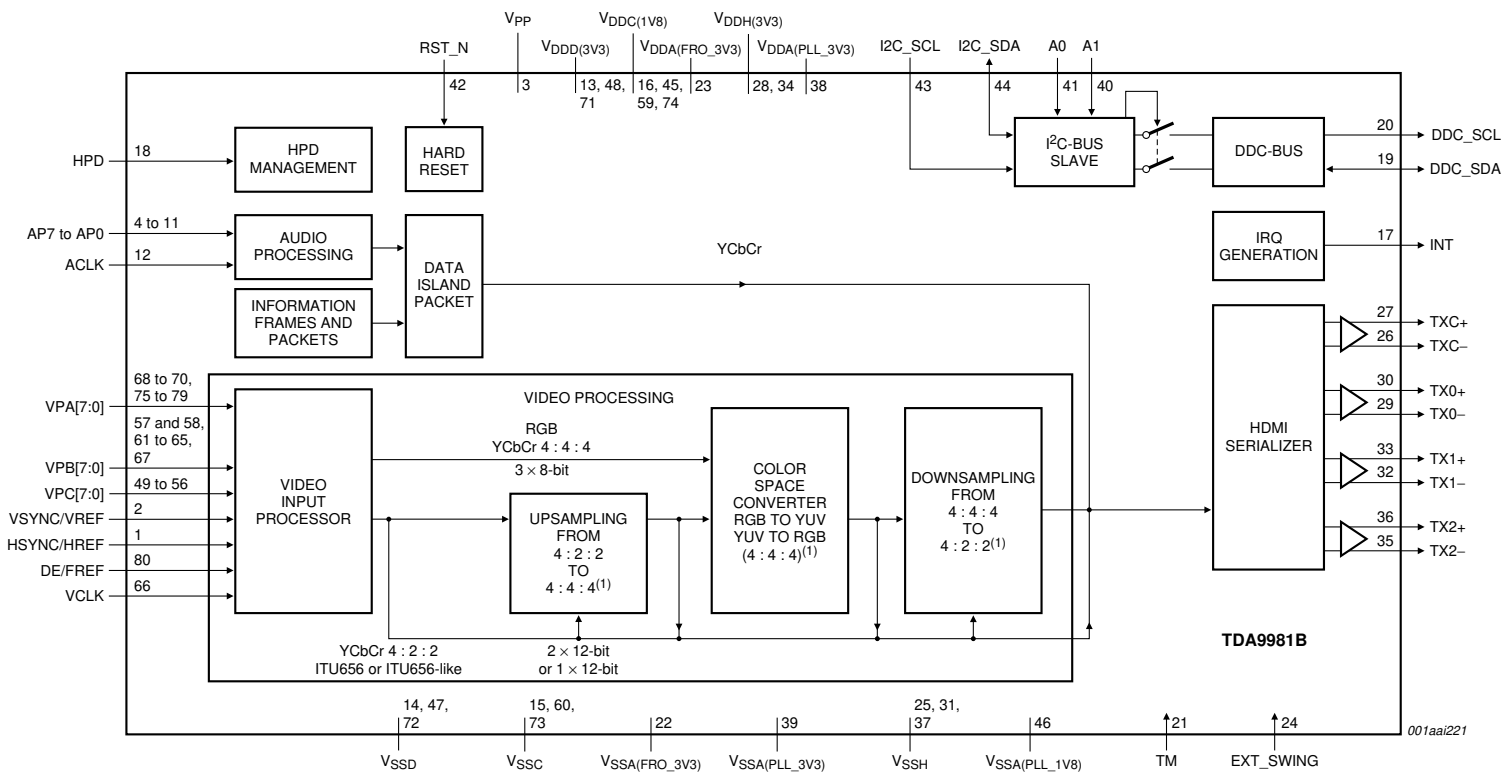 VPP
VDDC(1V8)
VDDH(3V3)
RST_N
VDDD(3V3)
VDDA(FRO_3V3)
VDDA(PLL_3V3)
I2C_SCL
I2C_SDA
A0
A1
42
3
13, 48,
71
16, 45,
59, 74
23
28, 34
38
43
44
41
40
HPD
18
HPD
MANAGEMENT
HARD
RESET
I2C-BUS
SLAVE
DDC-BUS
20
DDC_SCL
19
DDC_SDA
AP7 to AP0
4 to 11
ACLK
12
AUDIO
PROCESSING
DATA
ISLAND
PACKET
INFORMATION
FRAMES AND
PACKETS
YCbCr
IRQ
GENERATION
17
INT
HDMI
SERIALIZER
27
TXC+
26
TXC−
30
TX0+
29
TX0−
33
TX1+
32
TX1−
36
TX2+
35
TX2−
68 to 70,
75 to 79
VPA[7:0]
57 and 58,
61 to 65,
67
VPB[7:0]
49 to 56
VPC[7:0]
2
VSYNC/VREF
1
HSYNC/HREF
80
DE/FREF
66
VCLK
VIDEO PROCESSING
VIDEO
INPUT
PROCESSOR
RGB
YCbCr 4 : 4 : 4
3 × 8-bit
UPSAMPLING
FROM
4 : 2 : 2
TO
4 : 4 : 4(1)
COLOR
SPACE
CONVERTER
RGB TO YUV
YUV TO RGB
(4 : 4 : 4)(1)
DOWNSAMPLING
FROM
4 : 4 : 4
TO
4 : 2 : 2(1)
YCbCr 4 : 2 : 2
ITU656 or ITU656-like
2 × 12-bit
or 1 × 12-bit
TDA9981B
14, 47,
72
15, 60,
73
22
39
25, 31,
37
46
21
24
VSSD
VSSC
VSSA(FRO_3V3)
VSSA(PLL_3V3)
VSSH
VSSA(PLL_1V8)
TM
EXT_SWING
001aai221